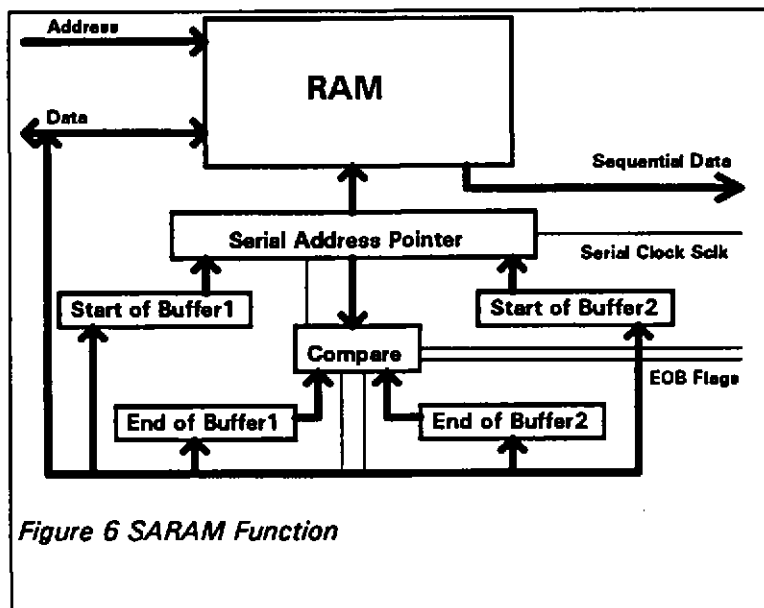 Address
RAM
Data
Sequential Data
Serial Address Pointer
Serial Clock Sclk
Start of Buffer1
Start of Buffer2
Compare
EOB Flags
End of Buffer1
End of Buffer2
Figure 6 SARAM Function